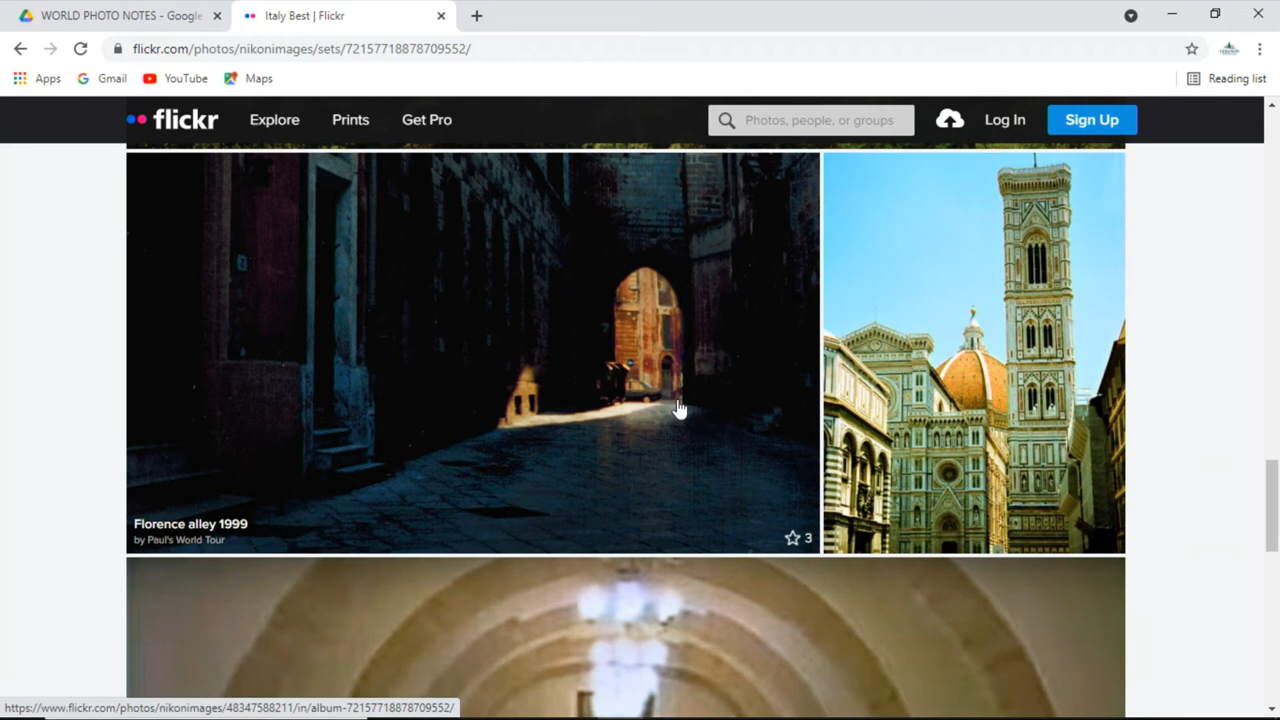 WORLD PHOTO NOTES - Google
Italy Best | Flickr
flickr.com/photos/nikonimages/sets/72157718878709552/
Apps
Gmail
YouTube
Maps
Reading list
flickr
Explore
Prints
Get Pro
Photos, people, or groups
Log In
Sign Up
Florence alley 1999
by Paul's World Tour
3
https://www.flickr.com/photos/nikonimages/48347588211/in/album-72157718878709552/